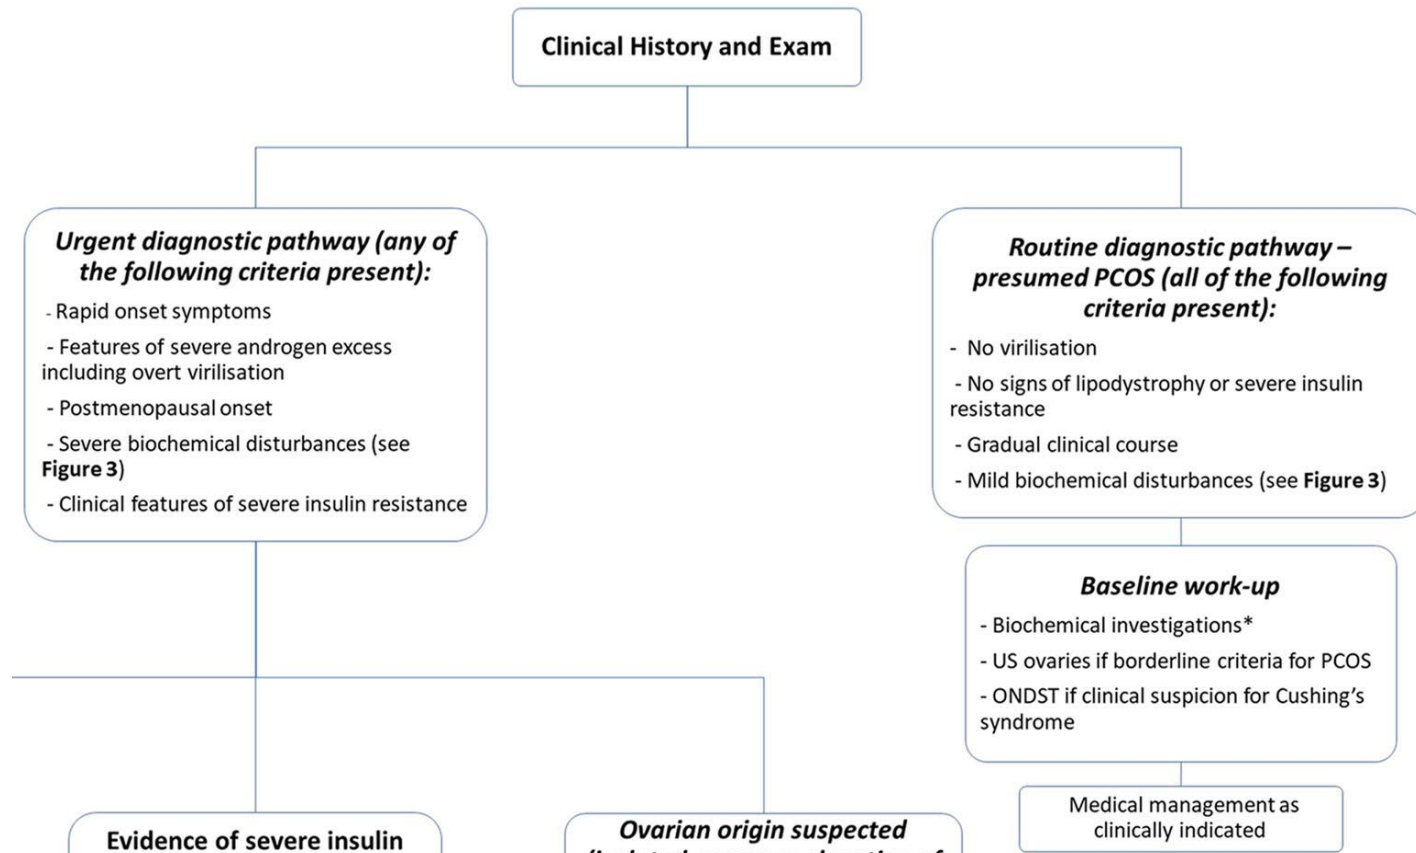 Clinical History and Exam
Urgent diagnostic pathway (any of
the following criteria present):
- Rapid onset symptoms
- Features of severe androgen excess
including overt virilisation
- Postmenopausal onset
- Severe biochemical disturbances (see
Figure 3)
- Clinical features of severe insulin resistance
Routine diagnostic pathway –
presumed PCOS (all of the following
criteria present):
- No virilisation
- No signs of lipodystrophy or severe insulin
resistance
- Gradual clinical course
- Mild biochemical disturbances (see Figure 3)
Baseline work-up
- Biochemical investigations*
- US ovaries if borderline criteria for PCOS
- ONDST if clinical suspicion for Cushing's
syndrome
Medical management as
clinically indicated
Evidence of severe insulin
Ovarian origin suspected